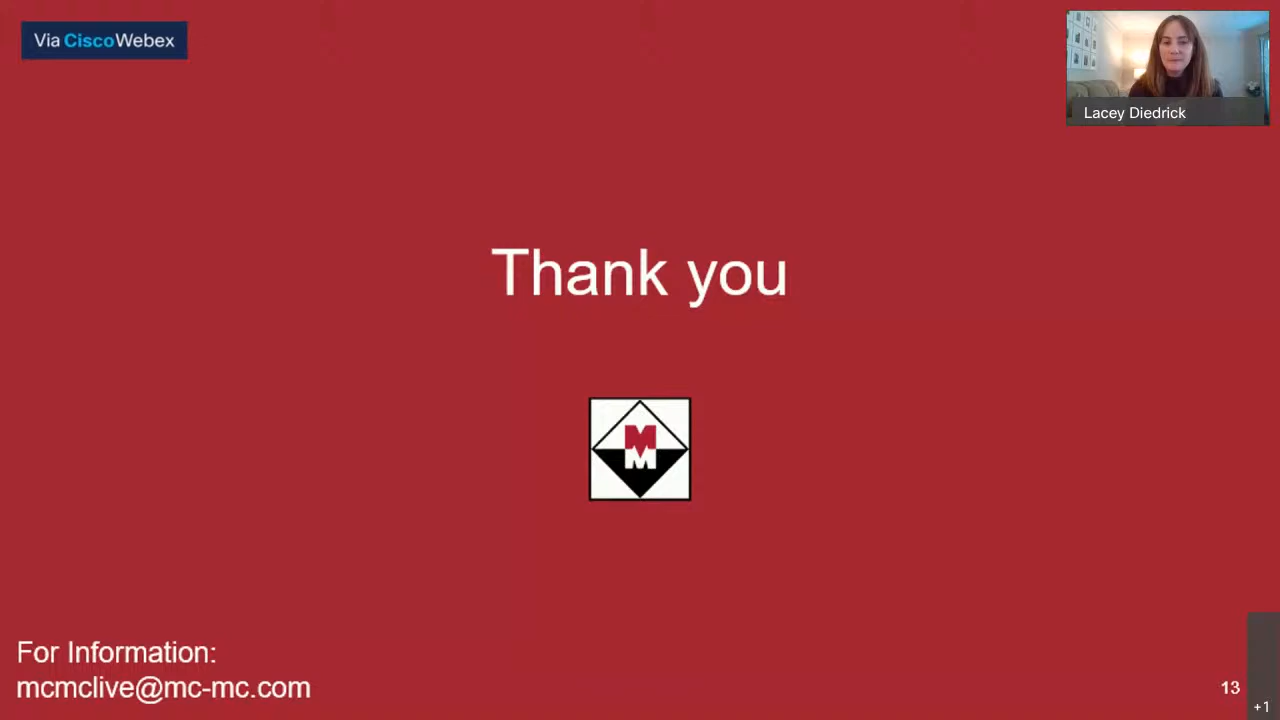 Via CiscoWebex
Lacey Diedrick
Thank you
M
M
For Information:
mcmclive@mc-mc.com
13
+1